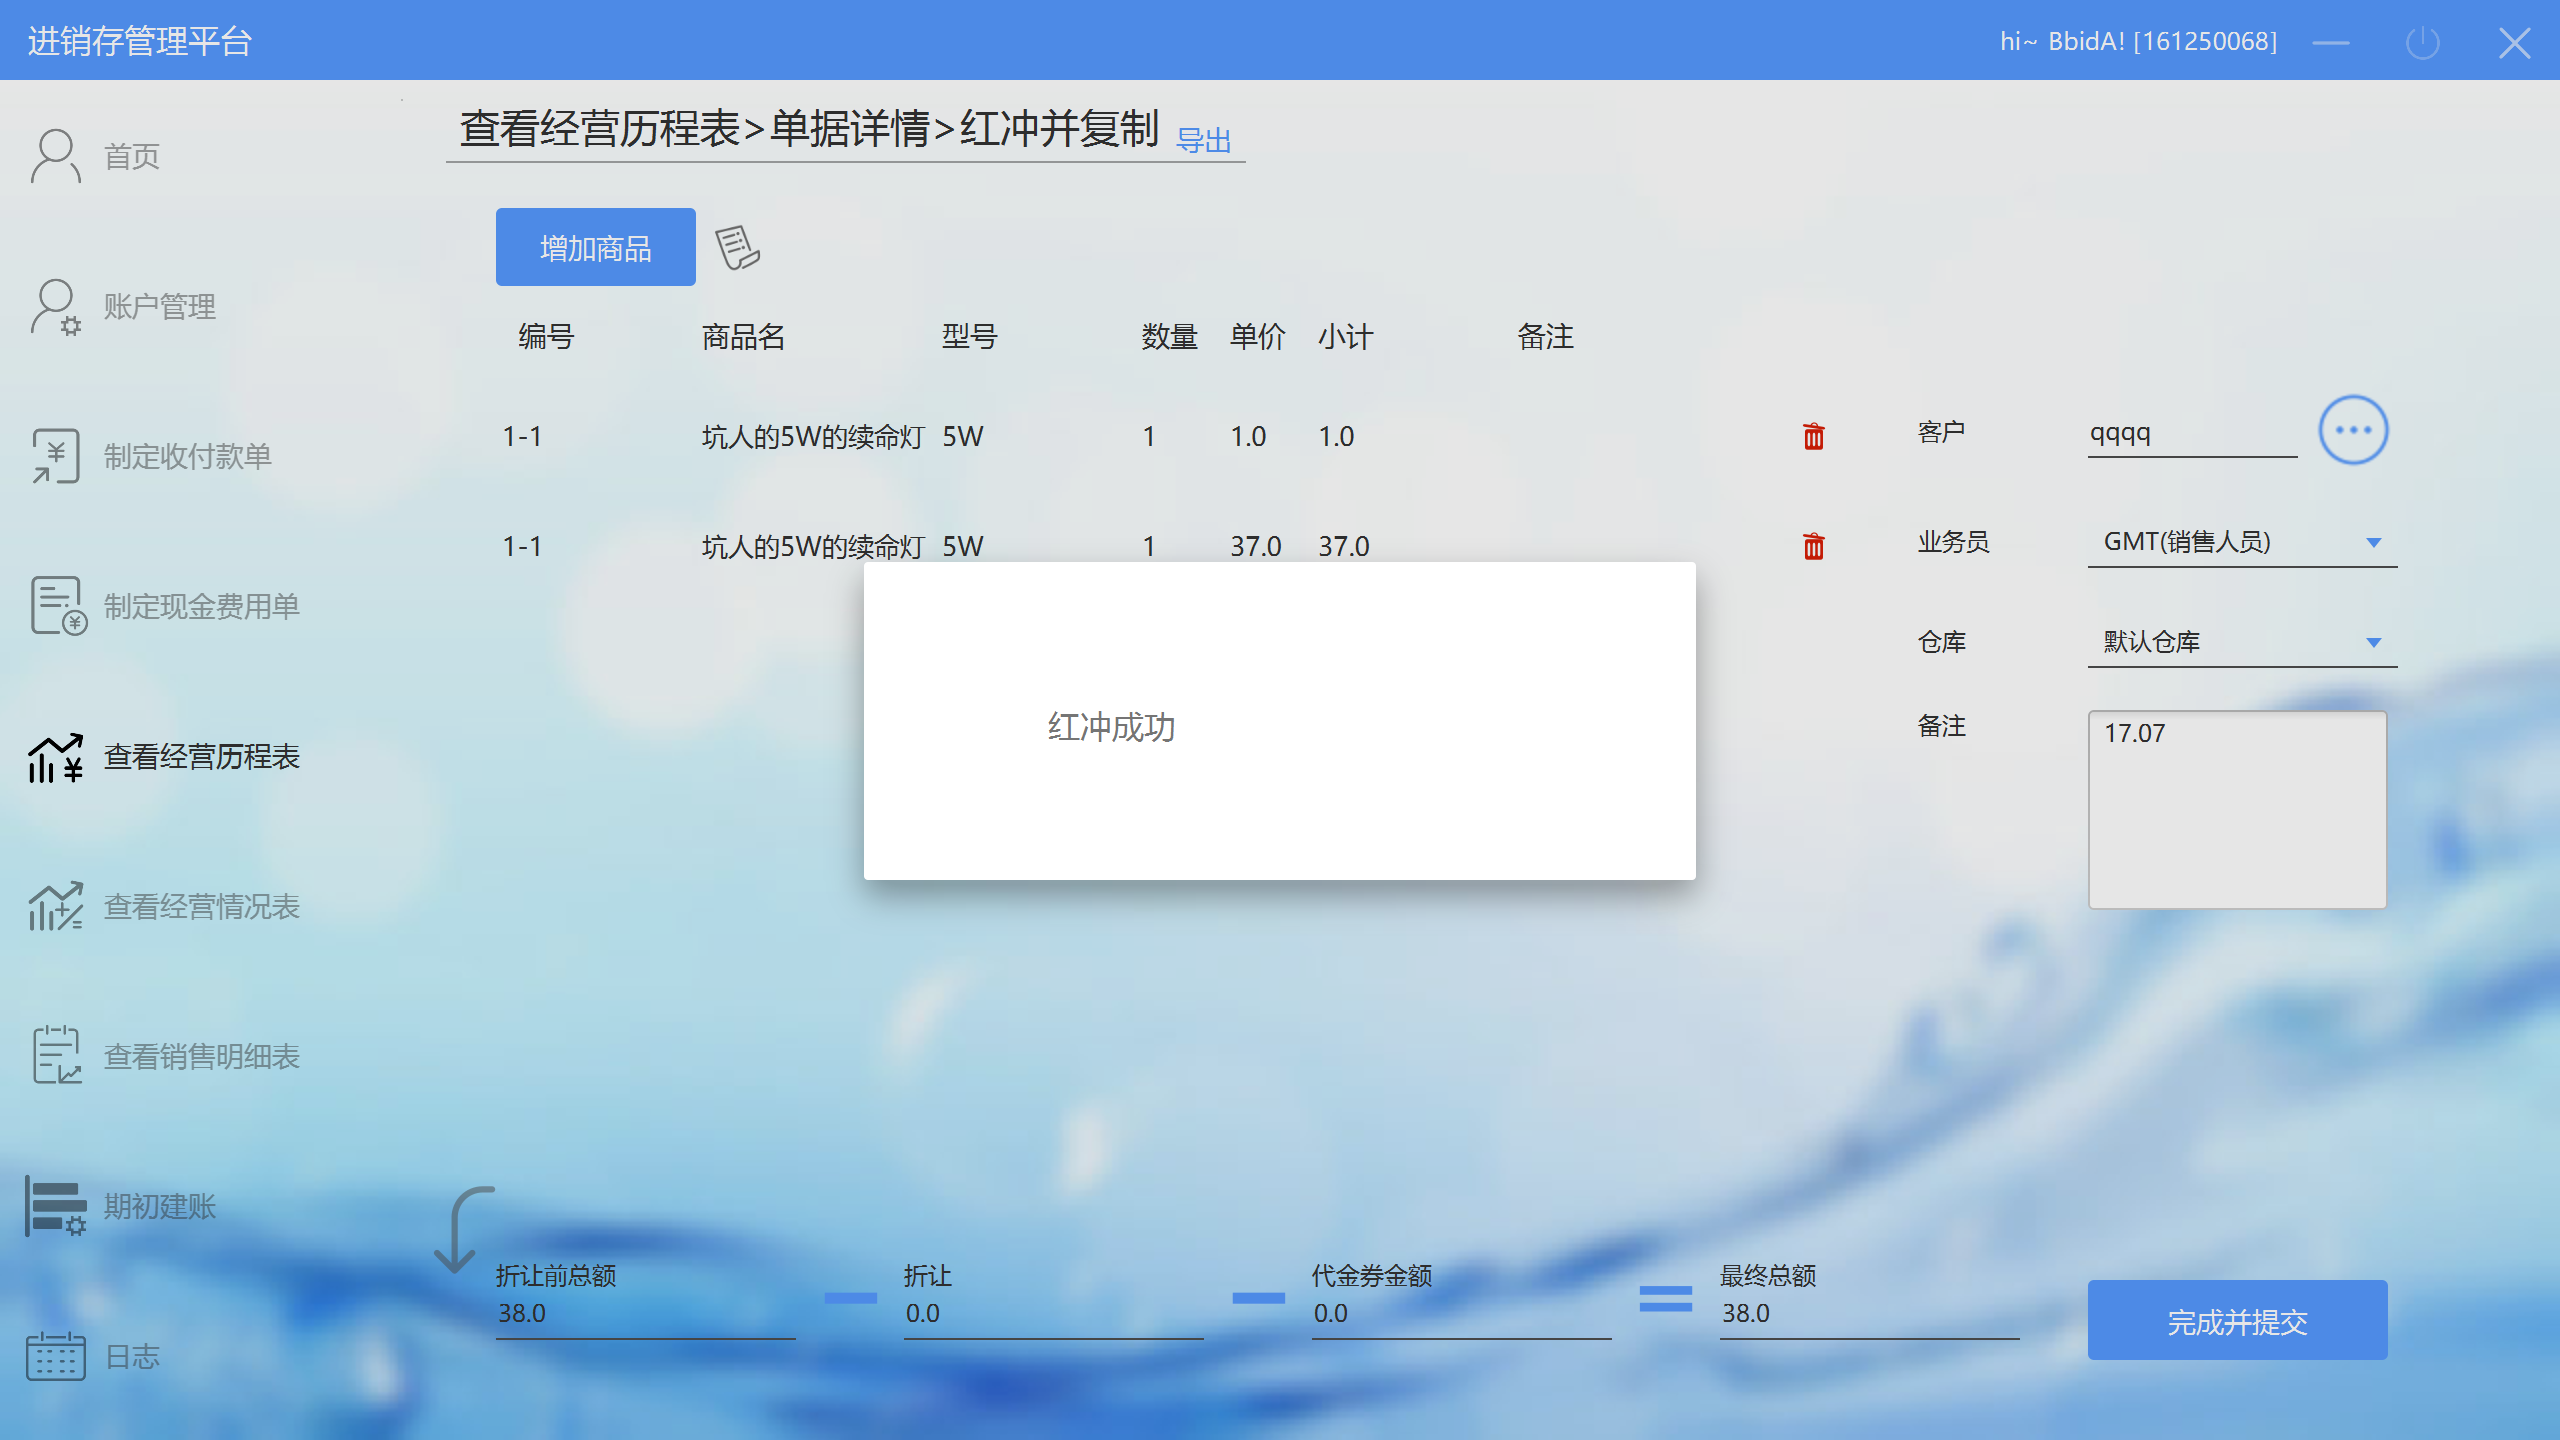 进销存管理平台
hi~ BbidA! [161250068]
首页
账户管理
制定收付款单
制定现金费用单
查看经营历程表
查看经营情况表
查看销售明细表
期初建账
日志
查看经营历程表>单据详情>红冲并复制 导出
增加商品
编号 商品名 型号 数量 单价 小计 备注
1-1 坑人的5W的续命灯 5W 1 1.0 1.0
1-1 坑人的5W的续命灯 5W 1 37.0 37.0
客户 qqqq
业务员 GMT(销售人员)
仓库 默认仓库
备注 17.07
红冲成功
折让前总额 折让 代金券金额 最终总额
38.0 0.0 0.0 38.0
完成并提交